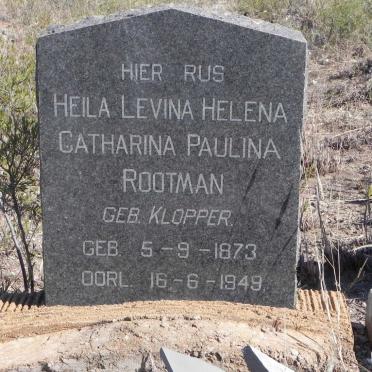 HIER RUS
HEILA LEVINA HELENA
CATHARINA PAULINA
ROOTMAN
GEB. KLOPPER.
GEB. 5-9-1873
OORL. 16-6-1949.